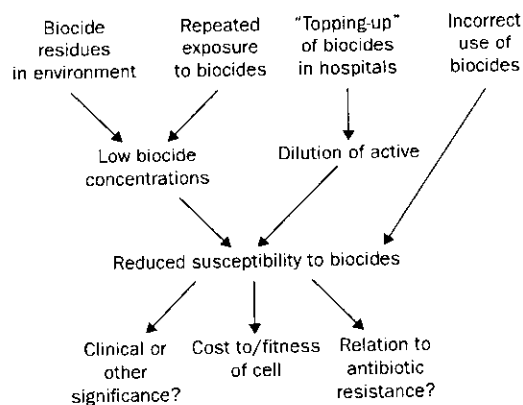 Biocide
residues
in environment
Repeated
exposure
to biocides
"Topping-up"
of biocides
in hospitals
Incorrect
use of
biocides
Low biocide
concentrations
Dilution of active
Reduced susceptibility to biocides
Clinical or
other
significance?
Cost to/fitness
of cell
Relation to
antibiotic
resistance?